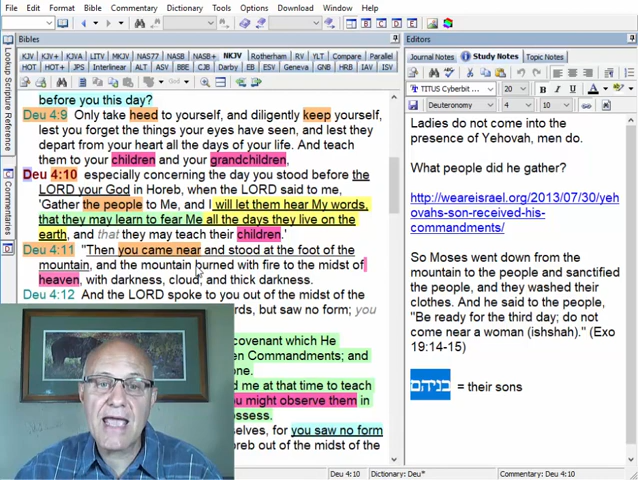 File Edit Format View Bibles Commentary Dictionary Tools Options Download Window Help
Bibles
KJV KJV+ KJVA LITV MKJV NAS77 NASB NASB+ NKJV Rotherham RV YLT Compare Parallel
HOT HOT+ JPS ASV BBE CJB Darby EB ESV Geneva GNB HRB IAV ISV
before you this day?
Deu 4:9 Only take heed to yourself, and diligently keep yourself,
lest you forget the things your eyes have seen, and lest they
depart from your heart all the days of your life. And teach
them to your children and your grandchildren,
Deu 4:10 especially concerning the day you stood before the
LORD your God in Horeb, when the LORD said to me,
'Gather the people to Me, and I will let them hear My words,
that they may learn to fear Me all the days they live on the
earth, and that they may teach their children.'
Deu 4:11 "Then you came near and stood at the foot of the
mountain, and the mountain burned with fire to the midst of
heaven, with darkness, cloud, and thick darkness.
Deu 4:12 And the LORD spoke to you out of the midst of the
rds, but saw no form; you
covenant which He
en Commandments; and
one.
d me at that time to teach
u might observe them in
ssess.
selves, for you saw no form
oreb out of the midst of the
Lookup Scripture Reference
Commentaries
Editors
Journal Notes Study Notes Topic Notes
TITUS Cyberbit 20 B I U A
Deuteronomy 4 10
Ladies do not come into the
presence of Yehovah, men do.
What people did he gather?
http://weareisrael.org/2013/07/30/yeh
ovahs-son-received-his-
commandments/
So Moses went down from the
mountain to the people and sanctified
the people, and they washed their
clothes. And he said to the people,
"Be ready for the third day; do not
come near a woman (ishshah)." (Exo
19:14-15)
בניהם = their sons
Deu 4:10 Dictionary: Deu* Commentary: Deu 4:10